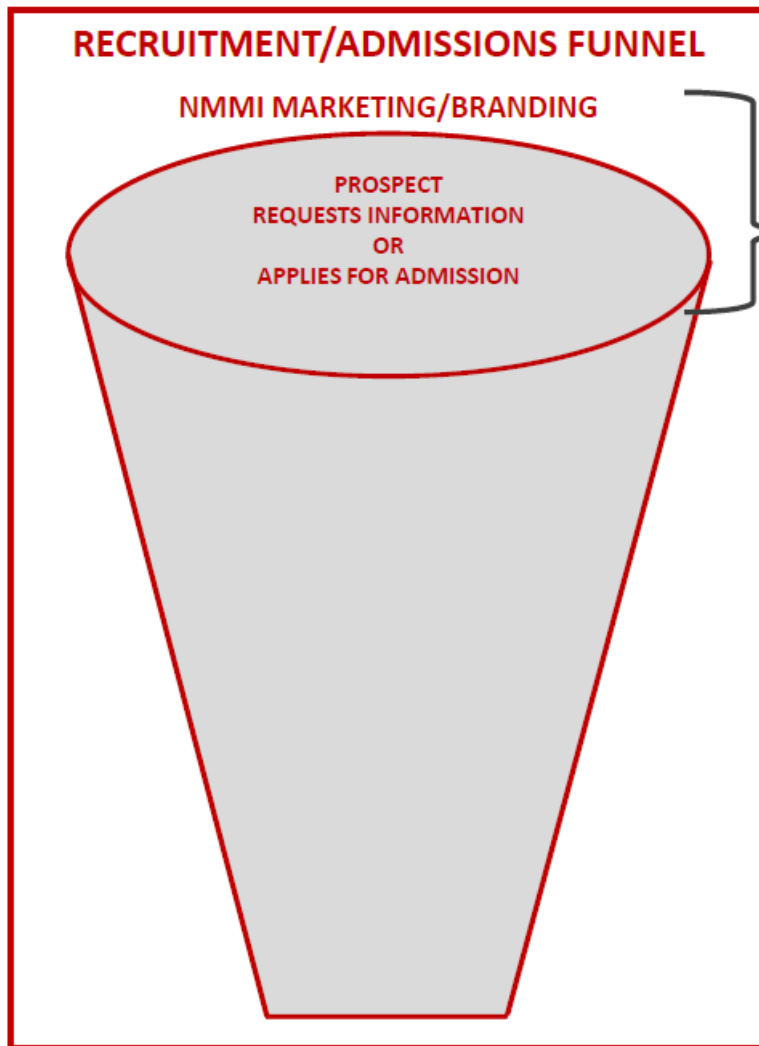 RECRUITMENT/ADMISSIONS FUNNEL
NMMI MARKETING/BRANDING
PROSPECT
REQUESTS INFORMATION
OR
APPLIES FOR ADMISSION